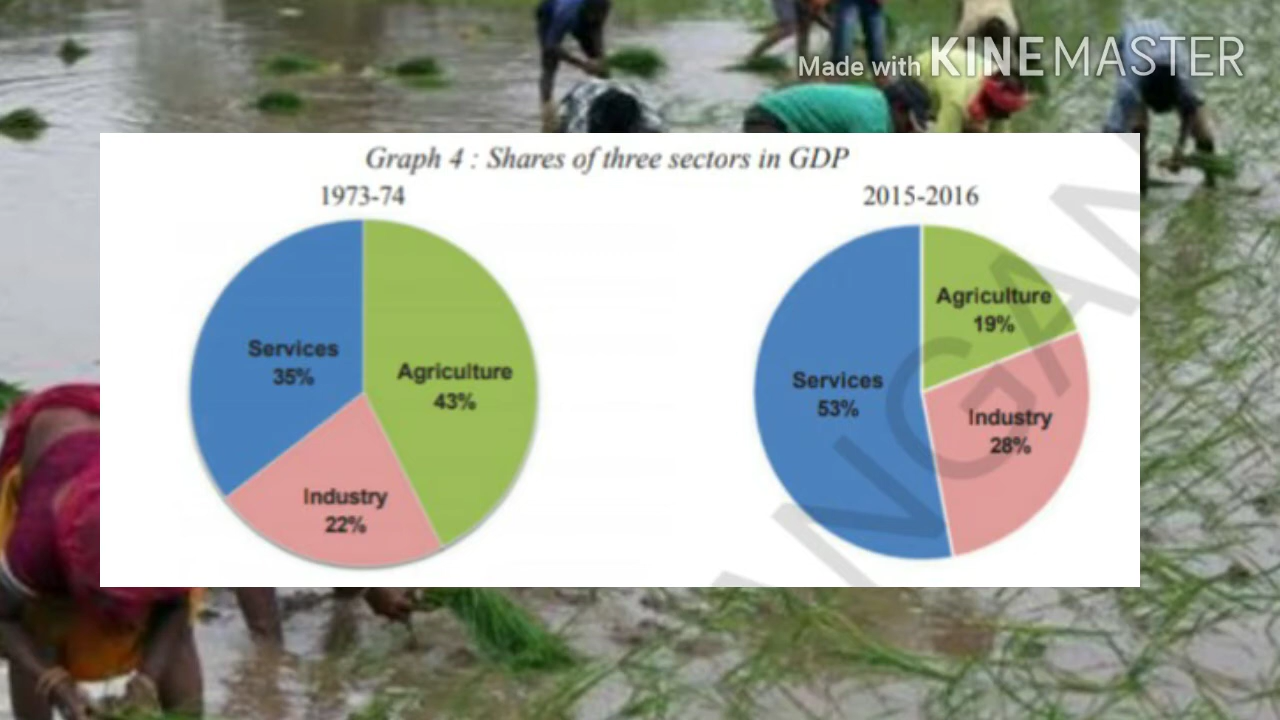 Made with KINEMASTER
Graph 4 : Shares of three sectors in GDP
1973-74
Services
35%
Agriculture
43%
Industry
22%
2015-2016
Agriculture
19%
Services
53%
Industry
28%